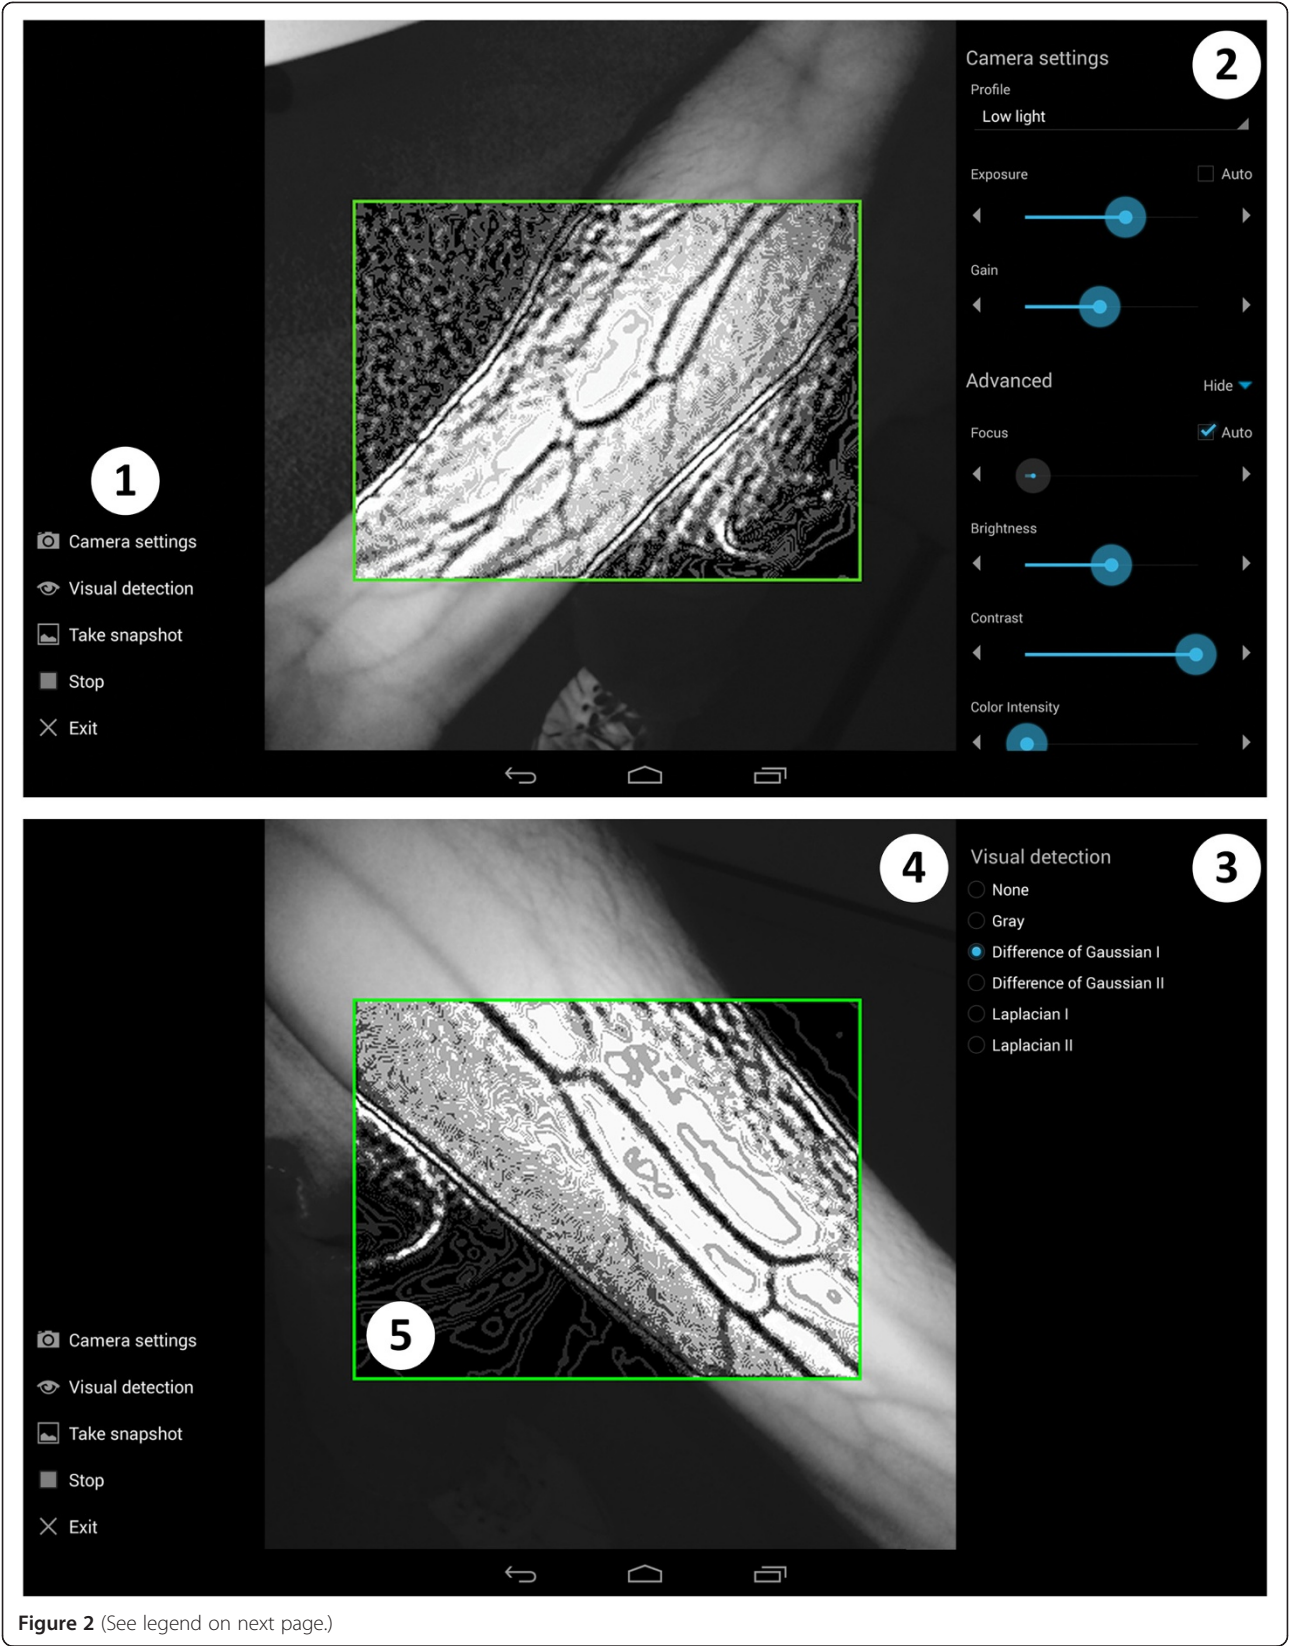 Camera settings
2
Profile
Low light
Exposure
Auto
Gain
Advanced
Hide
Focus
Auto
Brightness
Contrast
Color Intensity
1
Camera settings
Visual detection
Take snapshot
Stop
Exit
4
Visual detection
3
None
Gray
Difference of Gaussian I
Difference of Gaussian II
Laplacian I
Laplacian II
5
Camera settings
Visual detection
Take snapshot
Stop
Exit
Figure 2 (See legend on next page.)